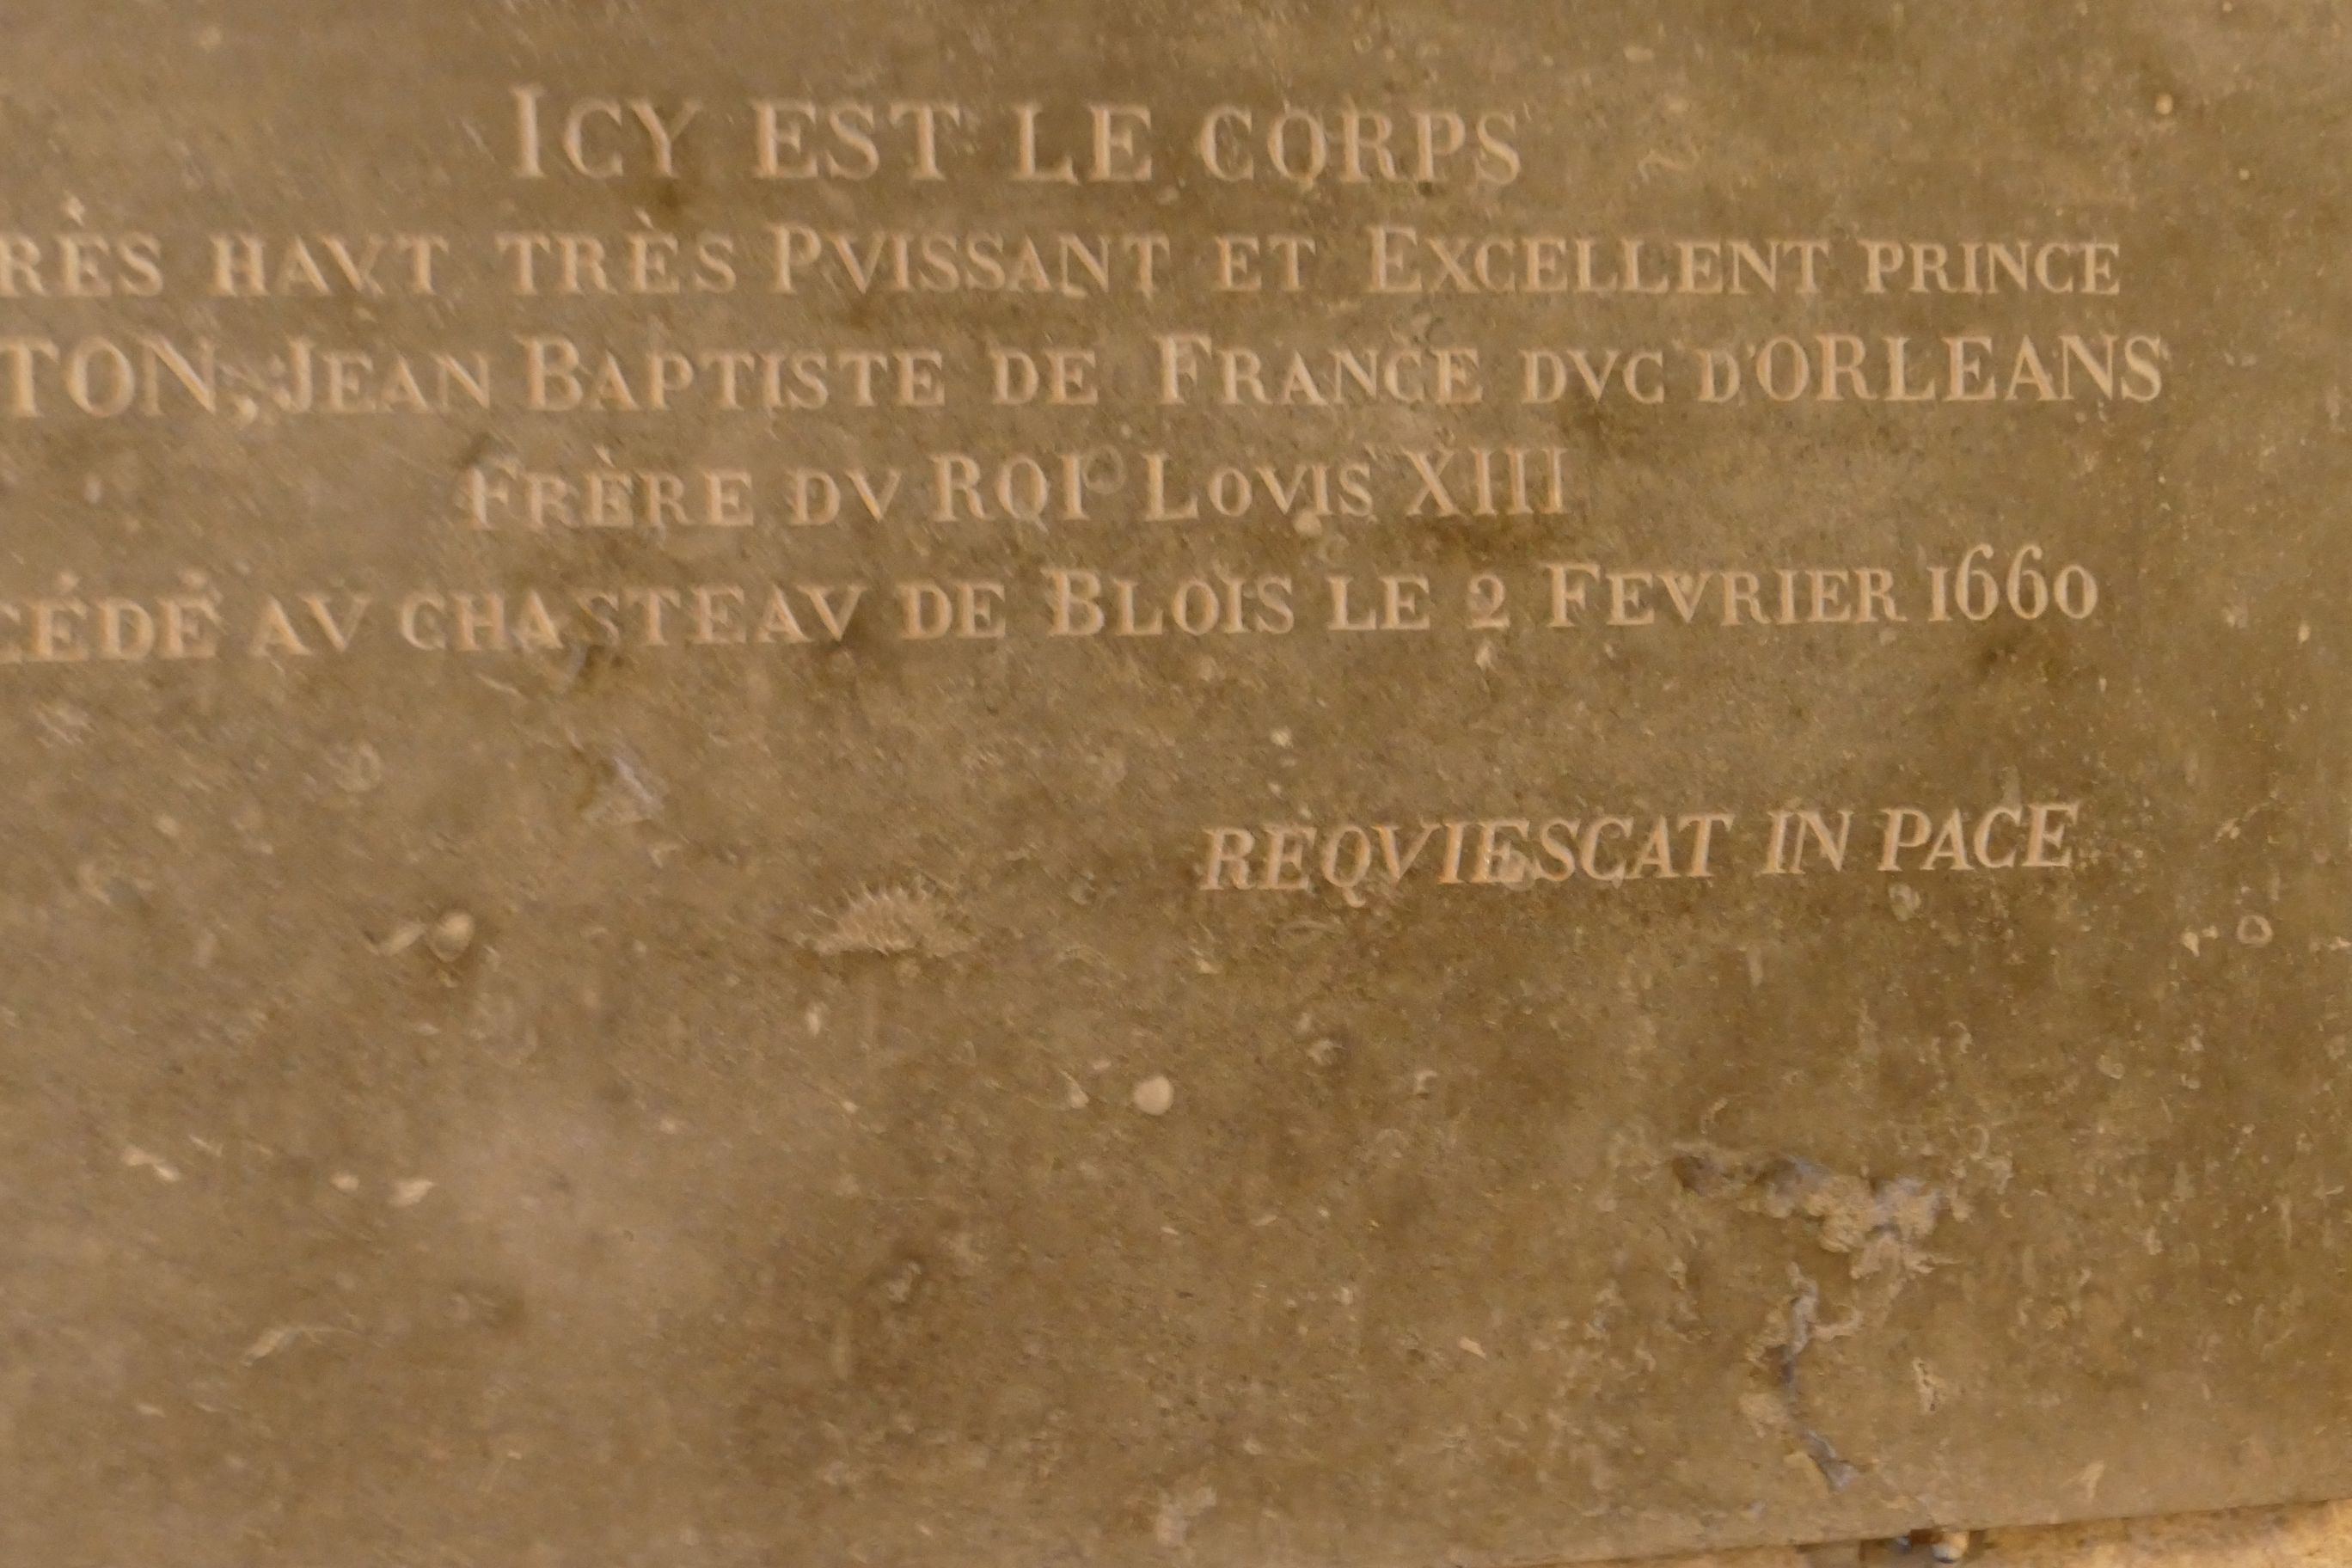 ICY EST LE CORPS
RÈS HAVT TRÈS PVISSANT ET EXCELLENT PRINCE
TON, JEAN BAPTISTE DE FRANCE DVC D'ORLEANS
FRÈRE DV ROI LOVIS XIII
CÉDÉ AV CHASTEAV DE BLOIS LE 2 FEVRIER 1660
REQVIESCAT IN PACE